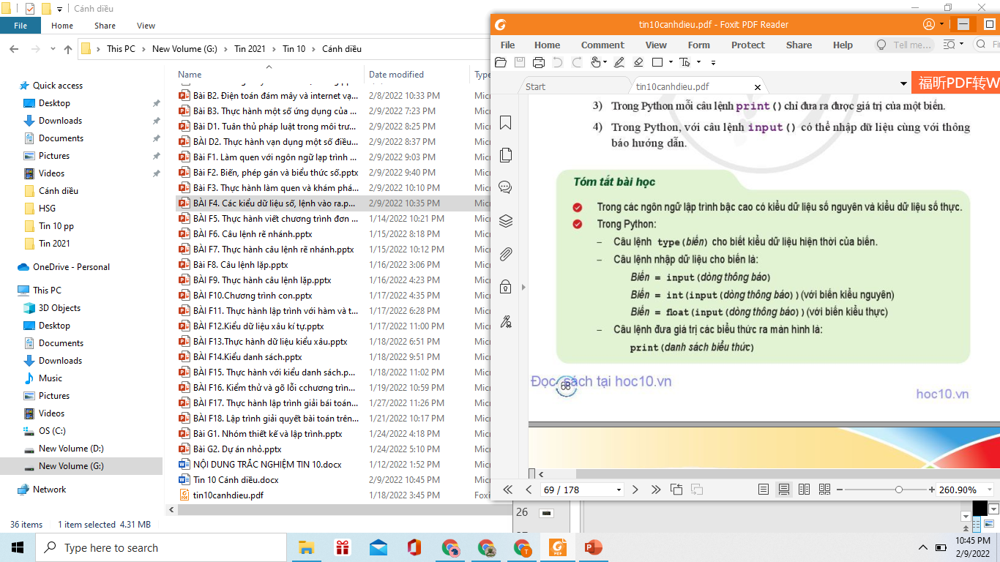 Cánh diều
File
Home
Share
View
This PC
New Volume (G:)
Tin 2021
Tin 10
Cánh diều
Quick access
Desktop
Downloads
Documents
Pictures
Videos
Cánh diều
HSG
Tin 10 pp
Tin 2021
OneDrive - Personal
This PC
3D Objects
Desktop
Documents
Downloads
Music
Pictures
Videos
OS (C:)
New Volume (D:)
New Volume (G:)
Network
Name Date modified Type
Bài B2. Điện toán đám mây và internet vạ... 2/8/2022 10:33 PM Micr
Bài B3. Thực hành một số ứng dụng của ... 2/9/2022 7:23 PM Micr
Bài D1. Tuân thủ pháp luật trong môi trư... 2/9/2022 8:25 PM Micr
BÀI D2. Thực hành vạn dụng một số điều... 2/9/2022 8:37 PM Micr
Bài F1. Làm quen với ngôn ngữ lạp trình ... 2/9/2022 9:03 PM Micr
Bài F2. Biến, phép gán và biểu thức số.pptx 2/9/2022 9:40 PM Micr
Bài F3. Thực hành làm quen và khám phá... 2/9/2022 10:10 PM Micr
BÀI F4. Các kiểu dữ liệu số, lệnh vào ra.p... 2/9/2022 10:35 PM Micr
BÀI F5. Thực hành viết chương trình đơn ... 1/14/2022 10:21 PM Micr
BÀI F6. Câu lệnh rẽ nhánh.pptx 1/15/2022 8:18 PM Micr
BÀI F7. Thực hành câu lệnh rẽ nhánh.pptx 1/15/2022 10:12 PM Micr
Bài F8. Câu lệnh lặp.pptx 1/16/2022 3:06 PM Micr
BÀI F9. Thực hành câu lệnh lặp.pptx 1/16/2022 4:23 PM Micr
BÀI F10.Chương trình con.pptx 1/17/2022 4:35 PM Micr
BÀI F11. Thực hành lập trình với hàm và t... 1/17/2022 6:28 PM Micr
BÀI F12.Kiểu dữ liệu xâu kí tự.pptx 1/17/2022 11:00 PM Micr
BÀI F13.Thực hành dữ liệu kiểu xâu.pptx 1/18/2022 6:51 PM Micr
BÀI F14.Kiểu danh sách.pptx 1/18/2022 9:51 PM Micr
BÀI F15. Thực hành với kiểu danh sách.p... 1/18/2022 11:02 PM Micr
BÀI F16. Kiểm thử và gỡ lỗi cchương trìn... 1/19/2022 10:59 PM Micr
BÀI F17. Thực hành lập trình giải bái toán... 1/27/2022 11:26 PM Micr
BÀI F18. Lập trình giải quyết bài toán trên... 1/21/2022 10:17 PM Micr
Bài G1. Nhóm thiết kế và lập trình.pptx 1/24/2022 4:18 PM Micr
Bài G2. Dự án nhỏ.pptx 1/24/2022 5:10 PM Micr
NỘI DUNG TRẮC NGHIỆM TIN 10.docx 1/12/2022 1:52 PM Micr
Tin 10 Cánh diều.docx 2/9/2022 10:45 PM Micr
tin10canhdieu.pdf 1/18/2022 3:45 PM Foxi
36 items 1 item selected 4.31 MB
tin10canhdieu.pdf - Foxit PDF Reader
File Home Comment View Form Protect Share Help Tell me... Fi
Start
tin10canhdieu.pdf
福昕PDF转W
3) Trong Python mỗi câu lệnh print() chỉ đưa ra được giá trị của một biến.
4) Trong Python, với câu lệnh input () có thể nhập dữ liệu cùng với thông
báo hướng dẫn.
Tóm tắt bài học
Trong các ngôn ngữ lập trình bậc cao có kiểu dữ liệu số nguyên và kiểu dữ liệu số thực.
Trong Python:
– Câu lệnh type(biến) cho biết kiểu dữ liệu hiện thời của biến.
– Câu lệnh nhập dữ liệu cho biến là:
Biến = input(dòng thông báo)
Biến = int(input(dòng thông báo))(với biến kiểu nguyên)
Biến = float(input(dòng thông báo))(với biến kiểu thực)
– Câu lệnh đưa giá trị các biểu thức ra màn hình là:
print(danh sách biểu thức)
Đọc sách tại hoc10.vn
68
hoc10.vn
69 / 178
260.90%
26
Type here to search
10:45 PM
2/9/2022